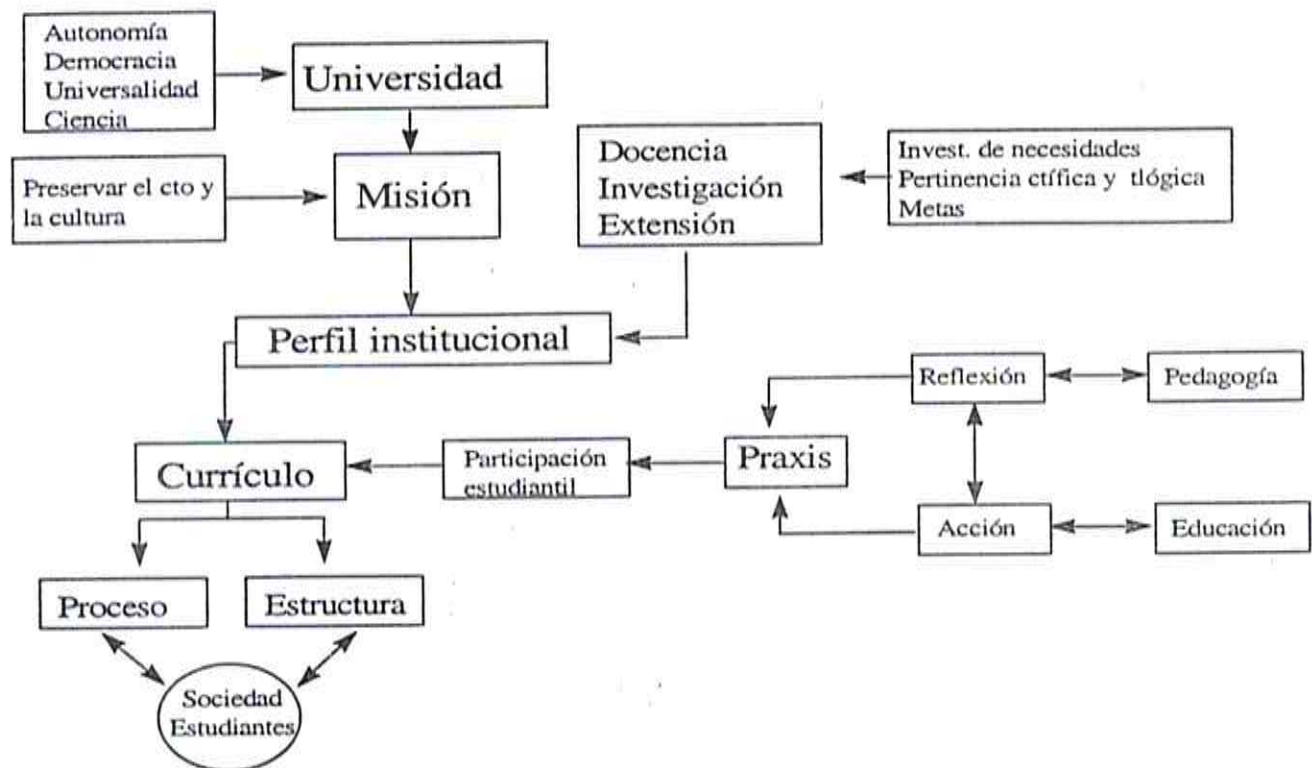 Autonomía
Democracia
Universalidad
Ciencia
Universidad
Preservar el cto y
la cultura
Misión
Docencia
Investigación
Extensión
Invest. de necesidades
Pertinencia ctífica y tlógica
Metas
Perfil institucional
Reflexión
Pedagogía
Currículo
Participación
estudiantil
Praxis
Acción
Educación
Proceso
Estructura
Sociedad
Estudiantes